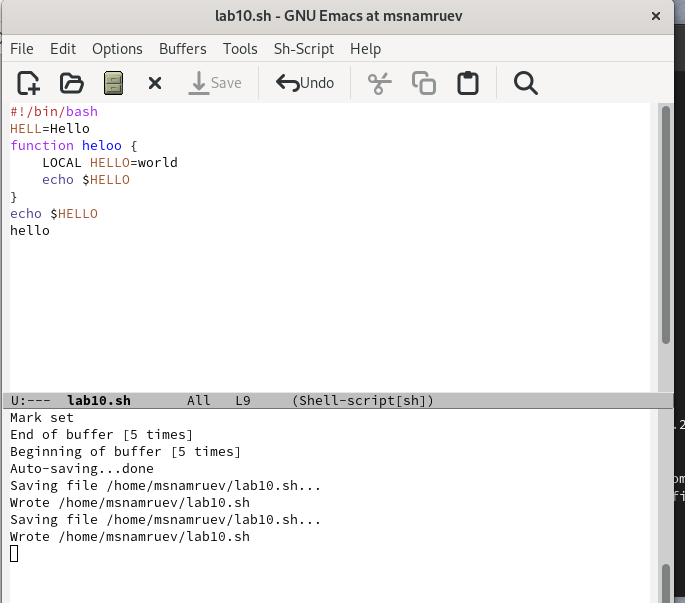 lab10.sh - GNU Emacs at msnamruev
File Edit Options Buffers Tools Sh-Script Help
Save Undo
#!/bin/bash
HELL=Hello
function heloo {
    LOCAL HELLO=world
    echo $HELLO
}
echo $HELLO
hello
U:--- lab10.sh All L9 (Shell-script[sh])
Mark set
End of buffer [5 times]
Beginning of buffer [5 times]
Auto-saving...done
Saving file /home/msnamruev/lab10.sh...
Wrote /home/msnamruev/lab10.sh
Saving file /home/msnamruev/lab10.sh...
Wrote /home/msnamruev/lab10.sh